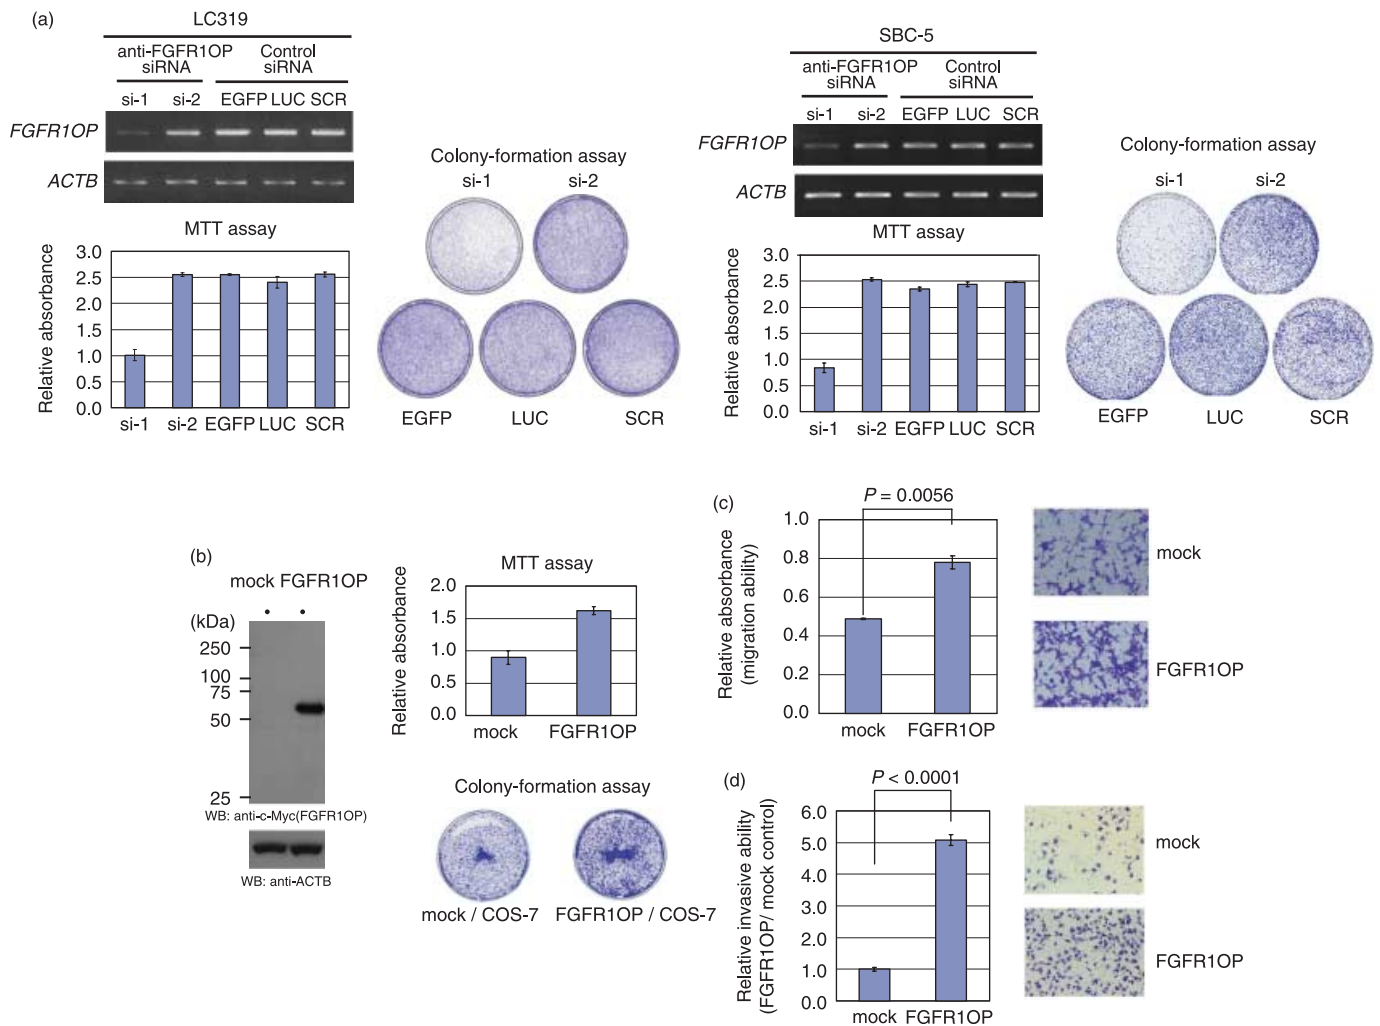 (a)
LC319
anti-FGFR1OP siRNA
Control siRNA
si-1 si-2 EGFP LUC SCR
FGFR1OP
ACTB
MTT assay
Relative absorbance
3.0
2.5
2.0
1.5
1.0
0.5
0.0
si-1 si-2 EGFP LUC SCR
Colony-formation assay
si-1 si-2
EGFP LUC SCR
SBC-5
anti-FGFR1OP siRNA
Control siRNA
si-1 si-2 EGFP LUC SCR
FGFR1OP
ACTB
MTT assay
Relative absorbance
3.0
2.5
2.0
1.5
1.0
0.5
0.0
si-1 si-2 EGFP LUC SCR
Colony-formation assay
si-1 si-2
EGFP LUC SCR
(b)
mock FGFR1OP
(kDa)
250
100
75
50
25
WB: anti-c-Myc(FGFR1OP)
WB: anti-ACTB
MTT assay
Relative absorbance
2.0
1.5
1.0
0.5
0.0
mock FGFR1OP
Colony-formation assay
mock / COS-7 FGFR1OP / COS-7
(c)
P = 0.0056
Relative absorbance
(migration ability)
1.0
0.8
0.6
0.4
0.2
0.0
mock FGFR1OP
mock
FGFR1OP
(d)
P < 0.0001
Relative invasive ability
(FGFR1OP/ mock control)
6.0
5.0
4.0
3.0
2.0
1.0
0.0
mock FGFR1OP
mock
FGFR1OP